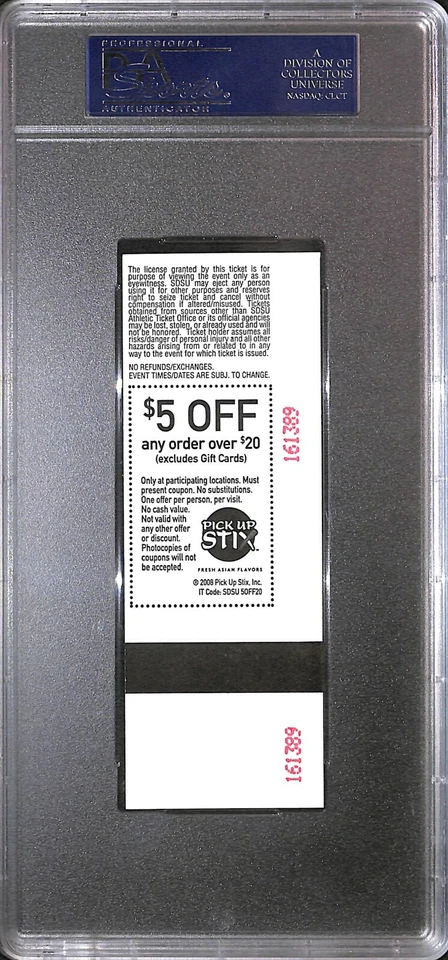 PROFESSIONAL
PSA
Sports.
AUTHENTICATOR
A
DIVISION OF
COLLECTORS
UNIVERSE
NASDAQ: CLCT
The license granted by this ticket is for
purpose of viewing the event only as an
eyewitness. SDSU may eject any person
using it for other purposes and reserves
right to seize ticket and cancel without
compensation if altered/misused. Tickets
obtained from sources other than SDSU
Athletic Ticket Office or its official agencies
may be lost, stolen, or already used and will
not be honored. Ticket holder assumes all
risks/danger of personal injury and all other
hazards arising from or related to in any
way to the event for which ticket is issued.
NO REFUNDS/EXCHANGES.
EVENT TIMES/DATES ARE SUBJ. TO CHANGE.
$5 OFF
any order over $20
(excludes Gift Cards)
Only at participating locations. Must
present coupon. No substitutions.
One offer per person, per visit.
No cash value.
Not valid with
any other offer
or discount.
Photocopies of
coupons will not
be accepted.
PICK UP
STIX
FRESH ASIAN FLAVORS
© 2008 Pick Up Stix, Inc.
IT Code: SDSU 5OFF20
161389
161389